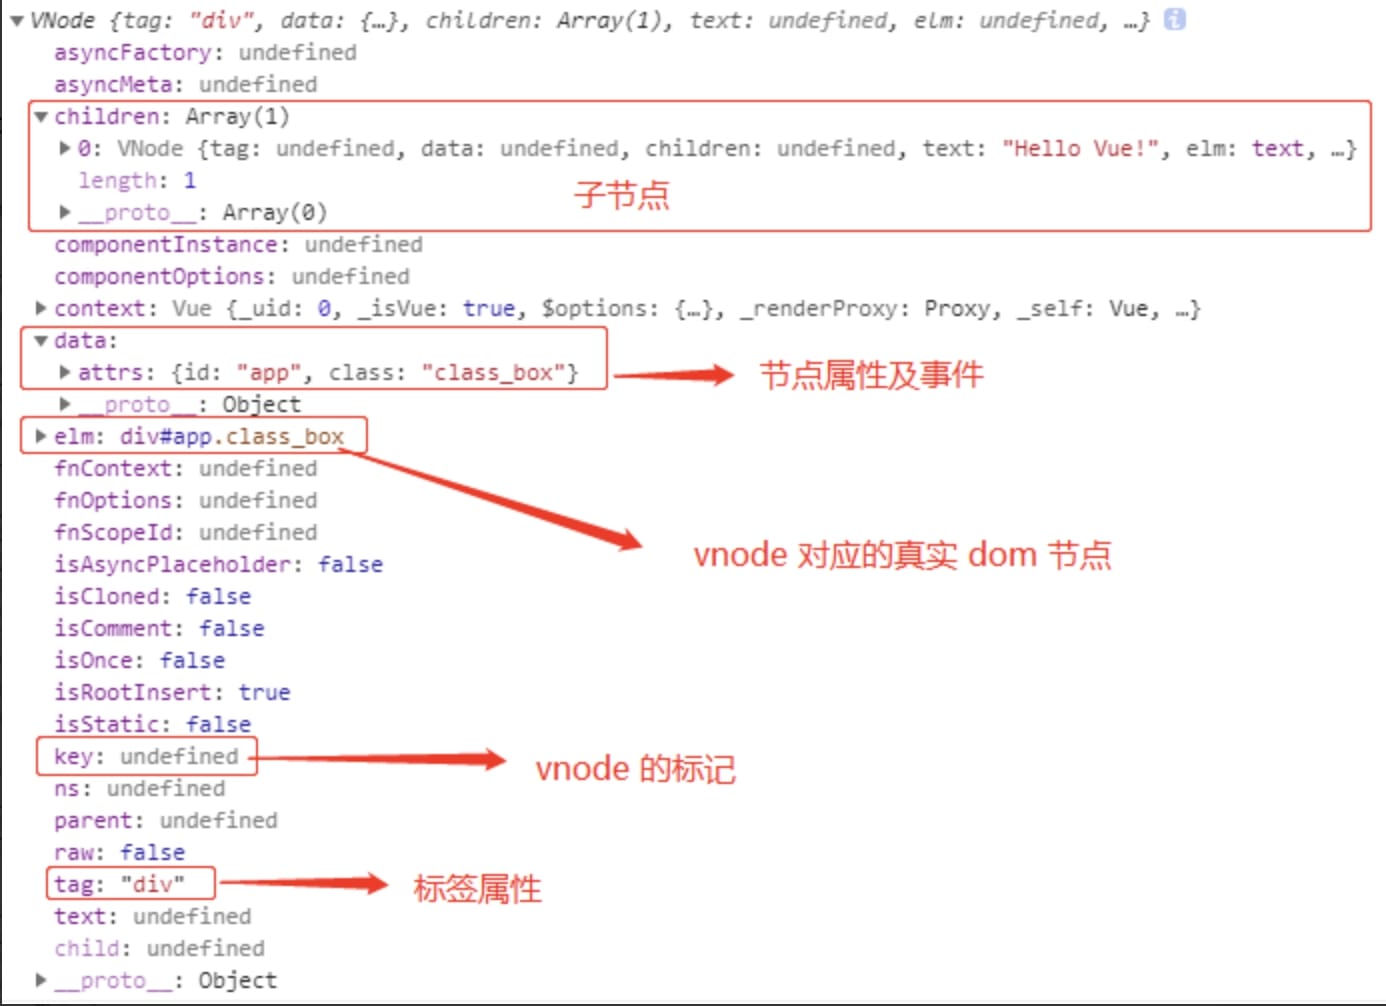 ▼VNode {tag: "div", data: {…}, children: Array(1), text: undefined, elm: undefined, …} i
asyncFactory: undefined
asyncMeta: undefined
▼children: Array(1)
▶0: VNode {tag: undefined, data: undefined, children: undefined, text: "Hello Vue!", elm: text, …}
length: 1
子节点
▶__proto__: Array(0)
componentInstance: undefined
componentOptions: undefined
▶context: Vue {_uid: 0, _isVue: true, $options: {…}, _renderProxy: Proxy, _self: Vue, …}
▼data:
▶attrs: {id: "app", class: "class_box"}
节点属性及事件
▶__proto__: Object
▶elm: div#app.class_box
fnContext: undefined
fnOptions: undefined
fnScopeId: undefined
vnode 对应的真实 dom 节点
isAsyncPlaceholder: false
isCloned: false
isComment: false
isOnce: false
isRootInsert: true
isStatic: false
key: undefined
vnode 的标记
ns: undefined
parent: undefined
raw: false
tag: "div"
标签属性
text: undefined
child: undefined
▶__proto__: Object